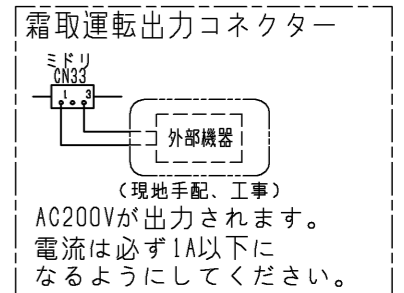 霜取運転出力コネクター
ミドリ
CN33
1 3
外部機器
(現地手配、工事)
AC200Vが出力されます。
電流は必ず1A以下に
なるようにしてください。